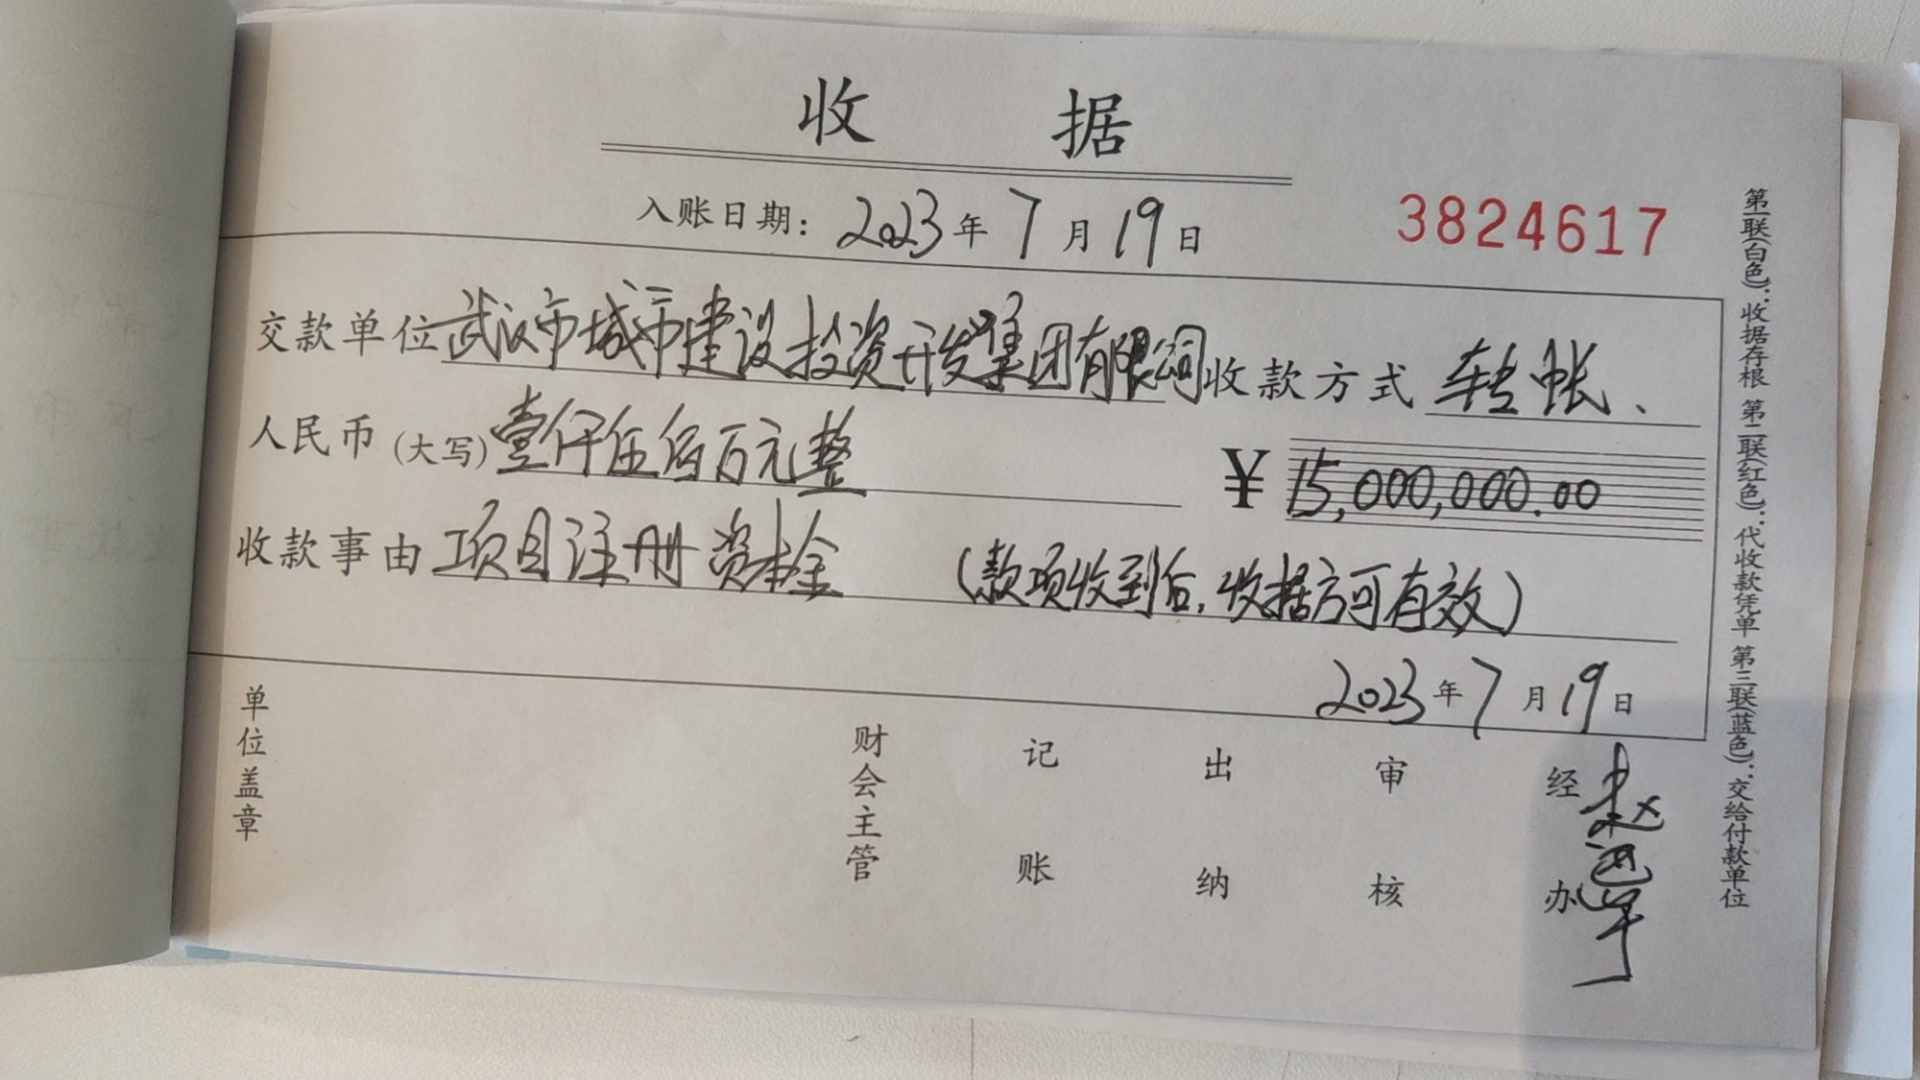 收 据
入账日期：2023年7月19日 3824617
交款单位武汉市城市建设投资开发集团有限公司收款方式 转帐、
人民币(大写)壹仟伍佰万元整 ¥15,000,000.00
收款事由项目注册资本金 (款项收到后,收据方可有效)
2023年7月19日
单位盖章 财会主管 记账 出纳 审核 经办 赵
第一联(白色)：收据存根 第二联(红色)：代收款凭单 第三联(蓝色)：交给付款单位